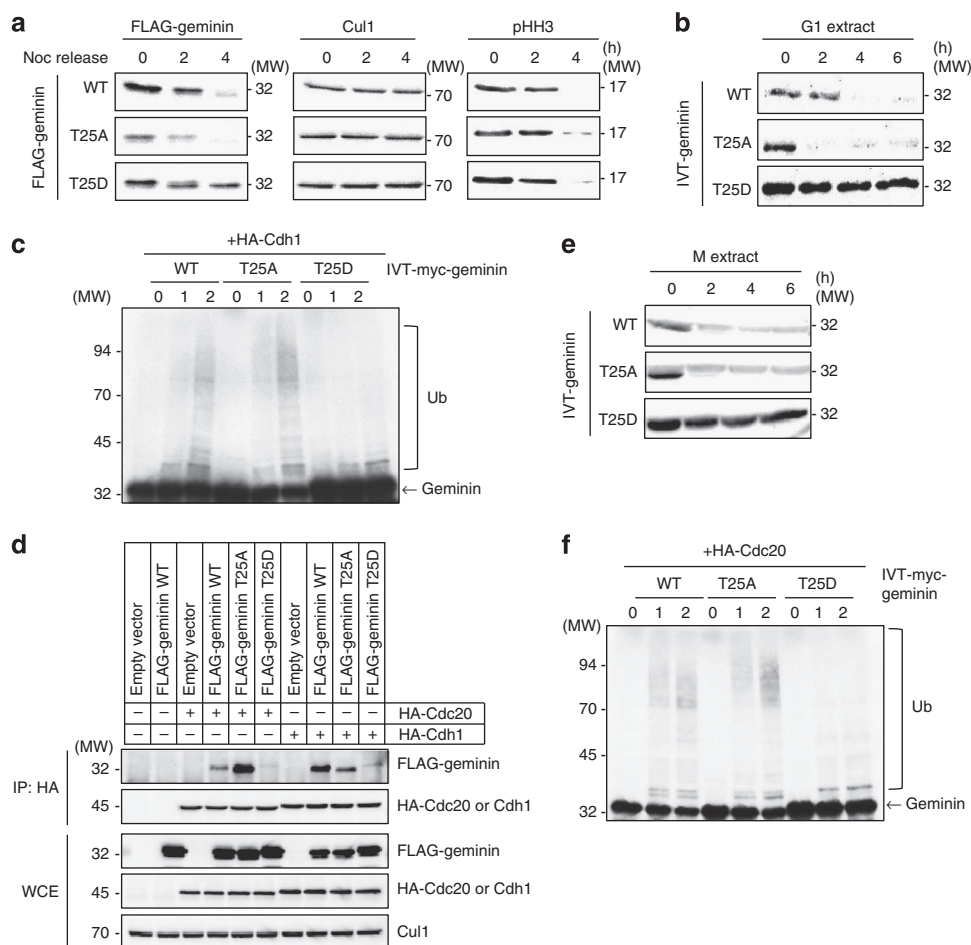 a
FLAG-geminin Cul1 pHH3
Noc release 0 2 4 (MW) 0 2 4 (MW) 0 2 4 (h) (MW)
FLAG-geminin
WT 32 70 17
T25A 32 70 17
T25D 32 70 17
b
G1 extract
0 2 4 6 (h) (MW)
IVT-geminin
WT 32
T25A 32
T25D 32
c
+HA-Cdh1
WT T25A T25D IVT-myc-geminin
(MW) 0 1 2 0 1 2 0 1 2
94
70
45
32
Ub
← Geminin
e
M extract
0 2 4 6 (h) (MW)
IVT-geminin
WT 32
T25A 32
T25D 32
d
Empty vector
FLAG-geminin WT
Empty vector
FLAG-geminin WT
FLAG-geminin T25A
FLAG-geminin T25D
Empty vector
FLAG-geminin WT
FLAG-geminin T25A
FLAG-geminin T25D
− − + + + + − − − − HA-Cdc20
− − − − − − + + + + HA-Cdh1
(MW)
IP: HA
32 FLAG-geminin
45 HA-Cdc20 or Cdh1
WCE
32 FLAG-geminin
45 HA-Cdc20 or Cdh1
70 Cul1
f
+HA-Cdc20
WT T25A T25D IVT-myc-
geminin
0 1 2 0 1 2 0 1 2
(MW)
94
70
45
32
Ub
← Geminin